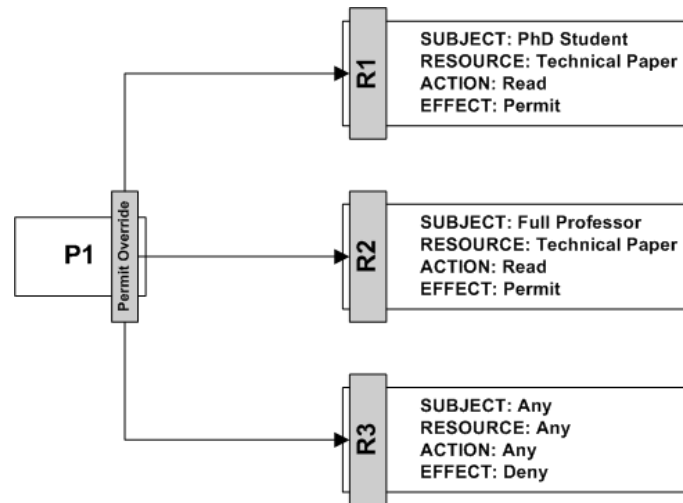 R1
SUBJECT: PhD Student
RESOURCE: Technical Paper
ACTION: Read
EFFECT: Permit
P1
Permit Override
R2
SUBJECT: Full Professor
RESOURCE: Technical Paper
ACTION: Read
EFFECT: Permit
R3
SUBJECT: Any
RESOURCE: Any
ACTION: Any
EFFECT: Deny